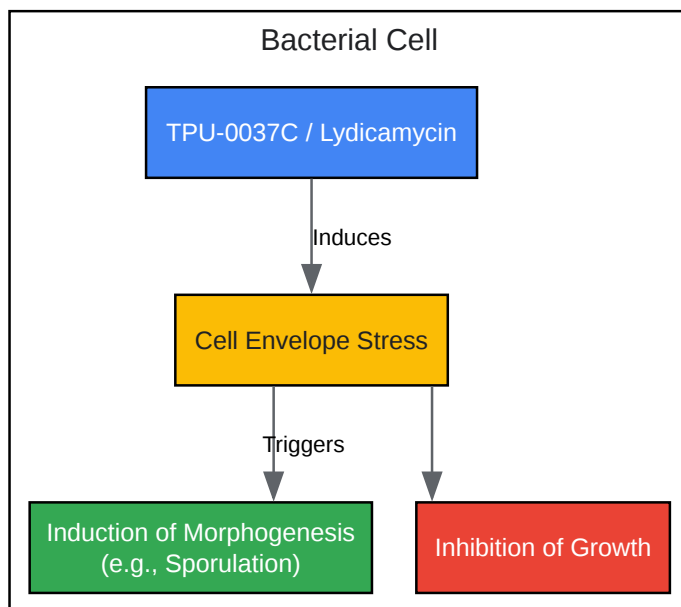 Bacterial Cell
TPU-0037C / Lydicamycin
Induces
Cell Envelope Stress
Triggers
Induction of Morphogenesis
(e.g., Sporulation)
Inhibition of Growth